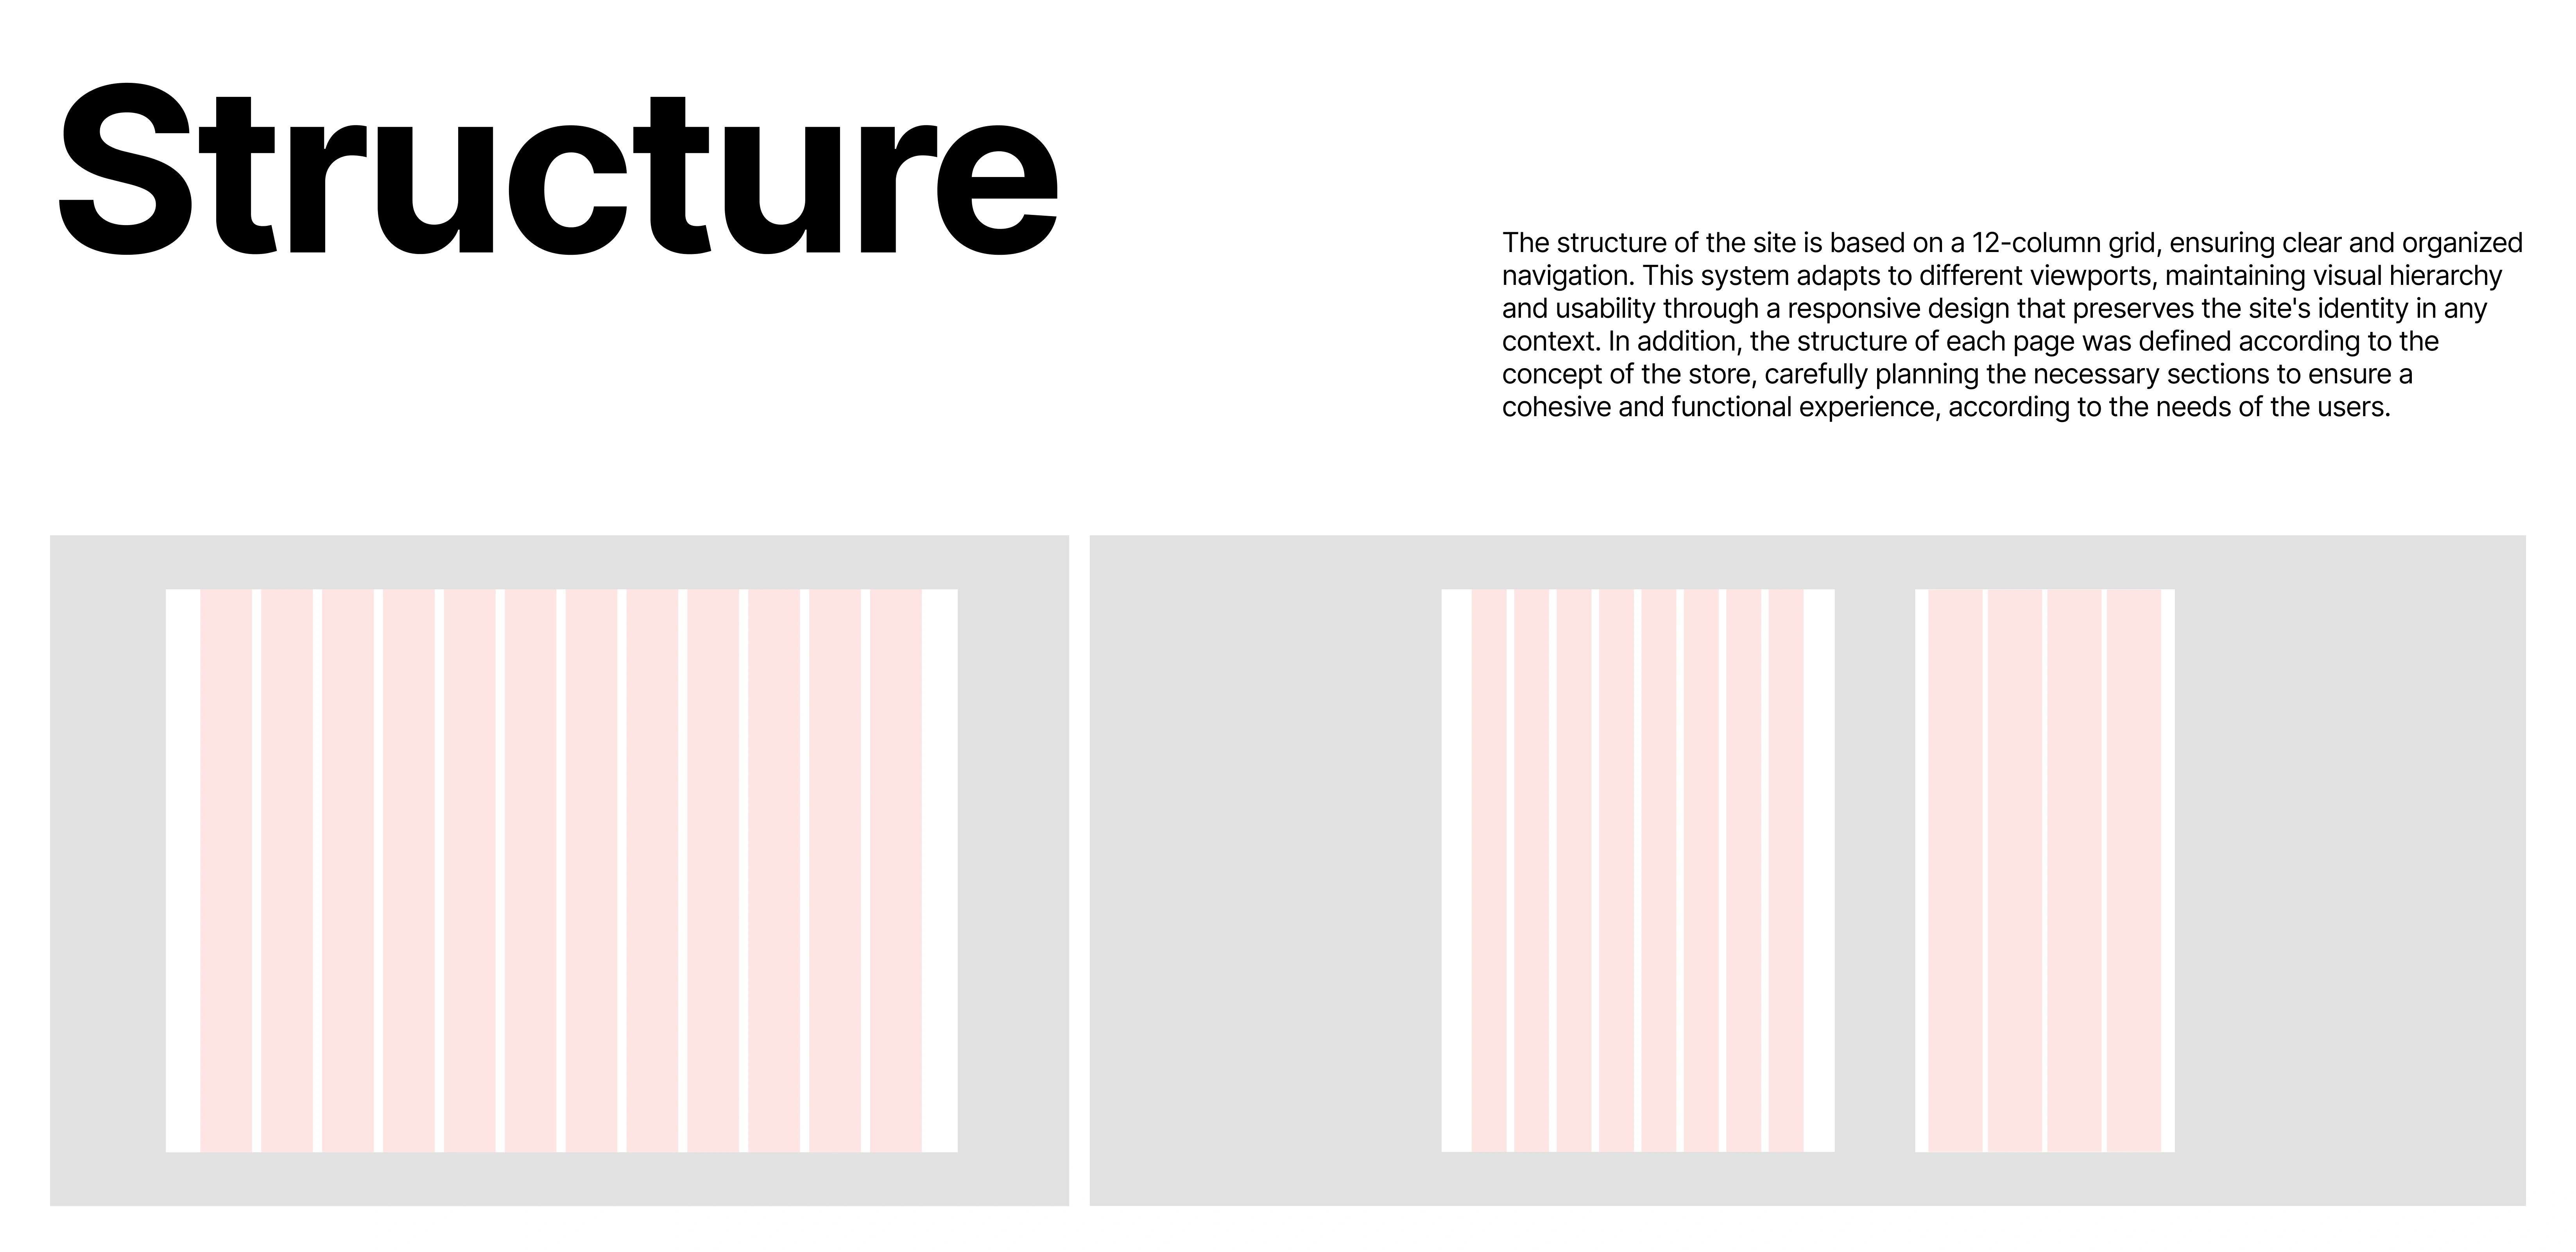 Structure
The structure of the site is based on a 12-column grid, ensuring clear and organized
navigation. This system adapts to different viewports, maintaining visual hierarchy
and usability through a responsive design that preserves the site's identity in any
context. In addition, the structure of each page was defined according to the
concept of the store, carefully planning the necessary sections to ensure a
cohesive and functional experience, according to the needs of the users.